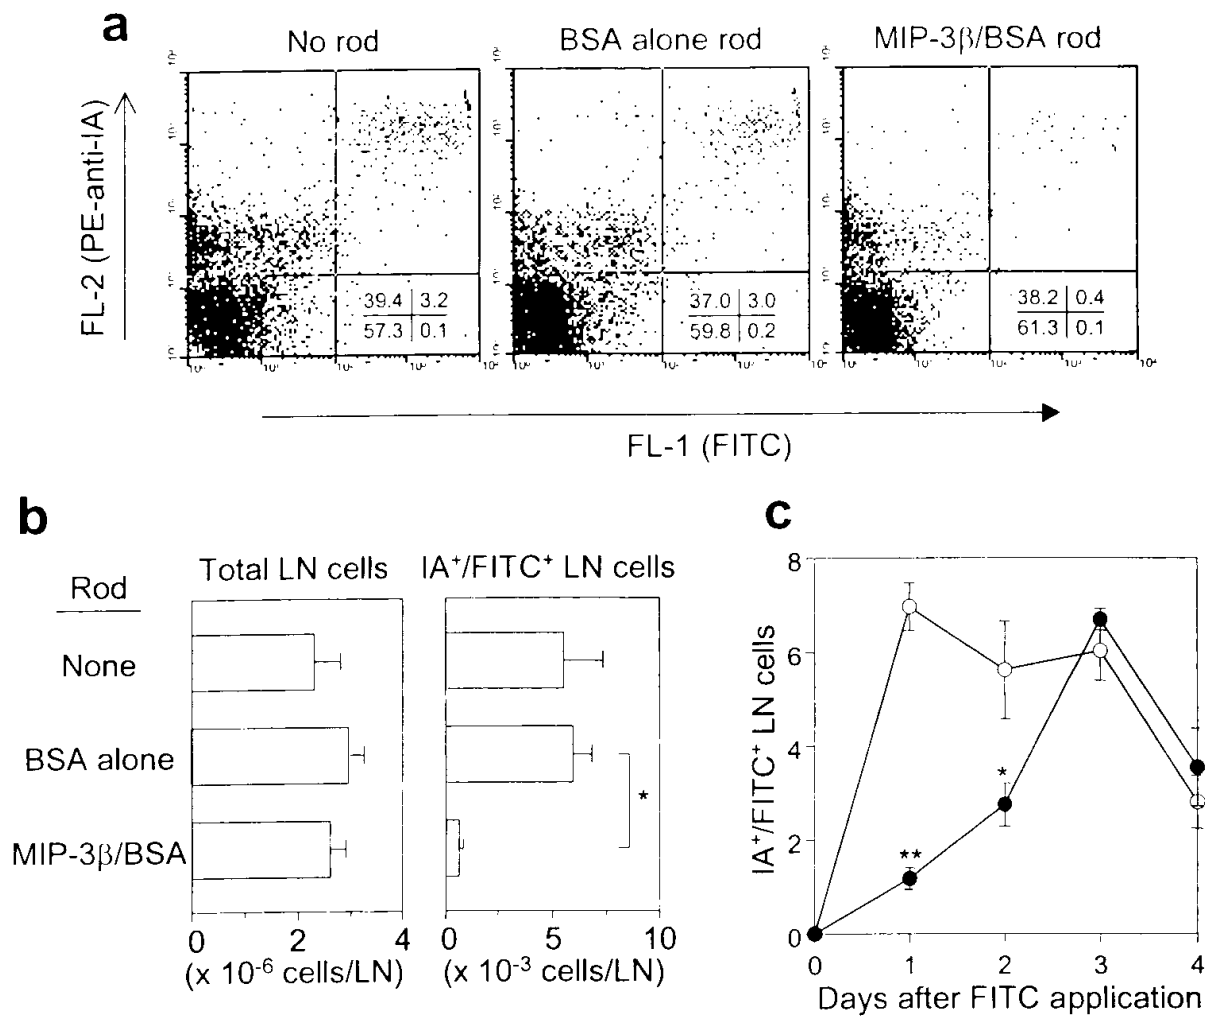 a
No rod
BSA alone rod
MIP-3β/BSA rod
FL-2 (PE-anti-IA)
39.4 3.2
57.3 0.1
37.0 3.0
59.8 0.2
38.2 0.4
61.3 0.1
FL-1 (FITC)
b
Rod
Total LN cells
IA⁺/FITC⁺ LN cells
None
BSA alone
MIP-3β/BSA
*
0 2 4
(x 10⁻⁶ cells/LN)
0 5 10
(x 10⁻³ cells/LN)
c
IA⁺/FITC⁺ LN cells
8
6
4
2
0
**
*
0 1 2 3 4
Days after FITC application